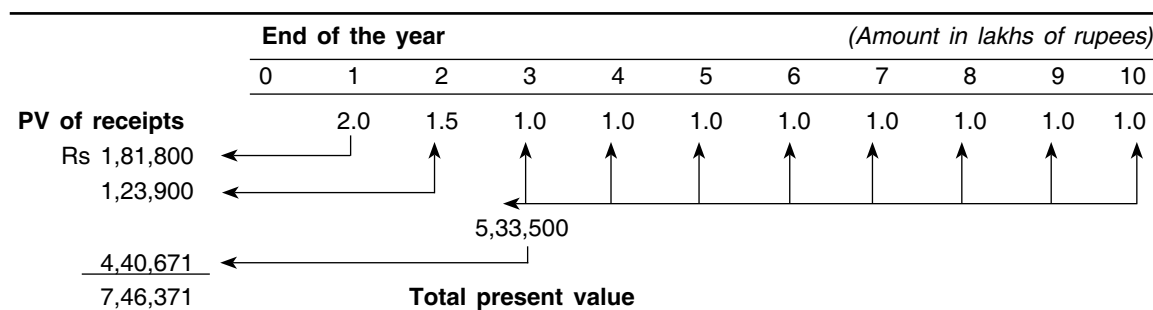 End of the year (Amount in lakhs of rupees)
0 1 2 3 4 5 6 7 8 9 10
PV of receipts 2.0 1.5 1.0 1.0 1.0 1.0 1.0 1.0 1.0 1.0
Rs 1,81,800
1,23,900
5,33,500
4,40,671
7,46,371 Total present value